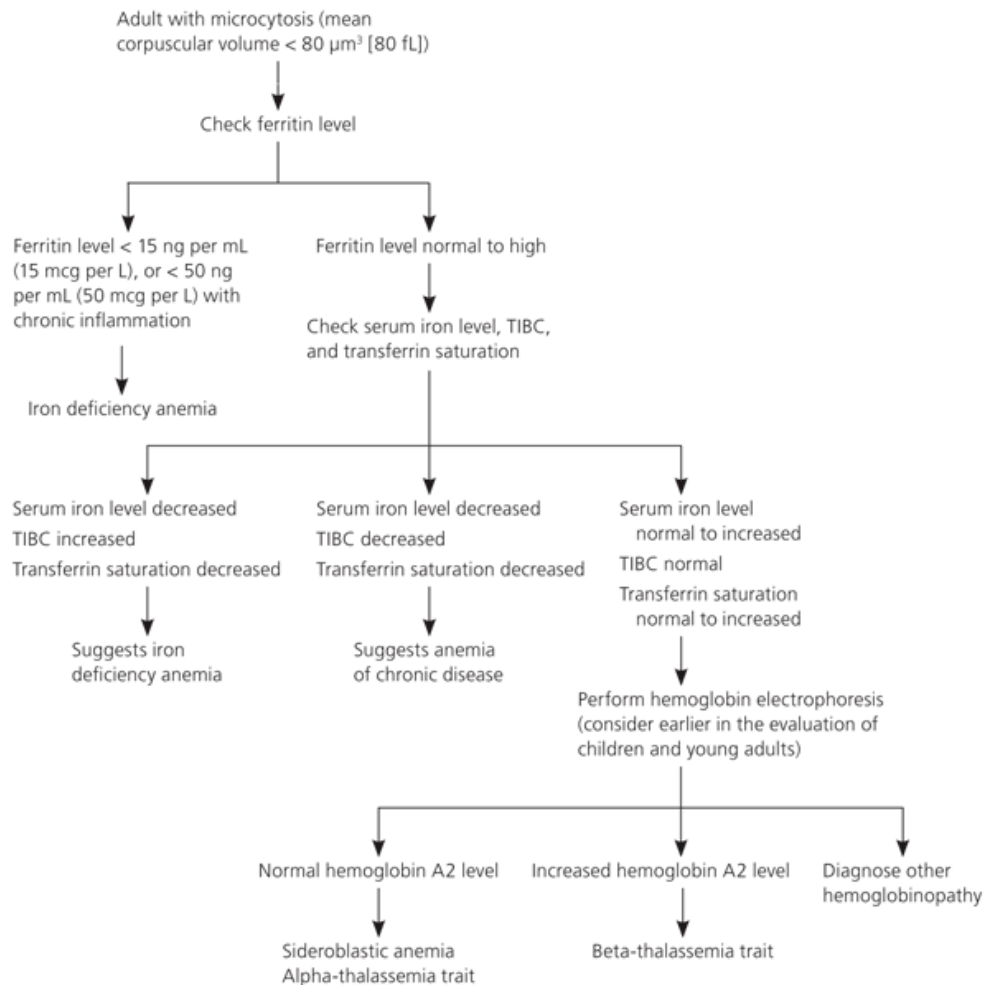 Adult with microcytosis (mean
corpuscular volume < 80 µm³ [80 fL])
Check ferritin level
Ferritin level < 15 ng per mL
(15 mcg per L), or < 50 ng
per mL (50 mcg per L) with
chronic inflammation
Ferritin level normal to high
Check serum iron level, TIBC,
and transferrin saturation
Iron deficiency anemia
Serum iron level decreased
TIBC increased
Transferrin saturation decreased
Serum iron level decreased
TIBC decreased
Transferrin saturation decreased
Serum iron level
normal to increased
TIBC normal
Transferrin saturation
normal to increased
Suggests iron
deficiency anemia
Suggests anemia
of chronic disease
Perform hemoglobin electrophoresis
(consider earlier in the evaluation of
children and young adults)
Normal hemoglobin A2 level
Increased hemoglobin A2 level
Diagnose other
hemoglobinopathy
Sideroblastic anemia
Alpha-thalassemia trait
Beta-thalassemia trait